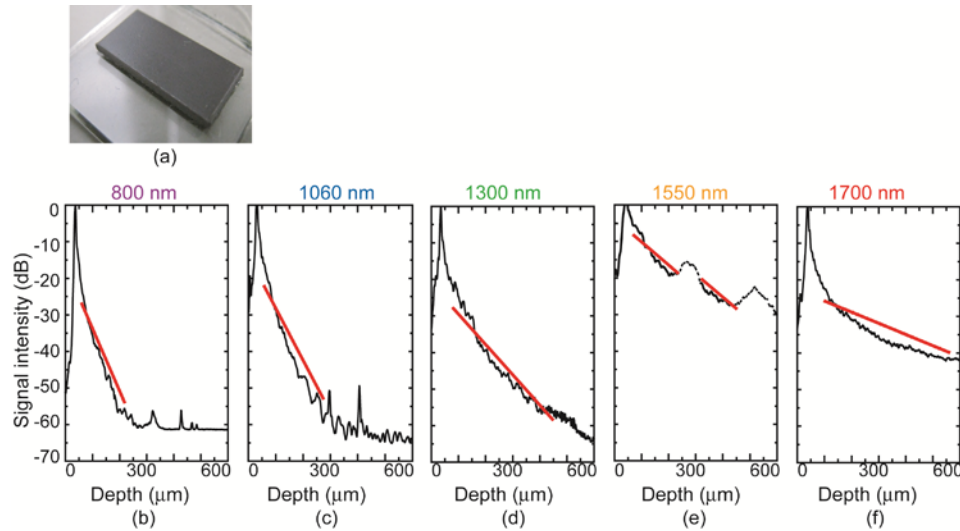 (a)
800 nm 1060 nm 1300 nm 1550 nm 1700 nm
Signal intensity (dB)
0
-10
-20
-30
-40
-50
-60
-70
0 300 600 0 300 600 0 300 600 0 300 600 0 300 600
Depth (μm) Depth (μm) Depth (μm) Depth (μm) Depth (μm)
(b) (c) (d) (e) (f)